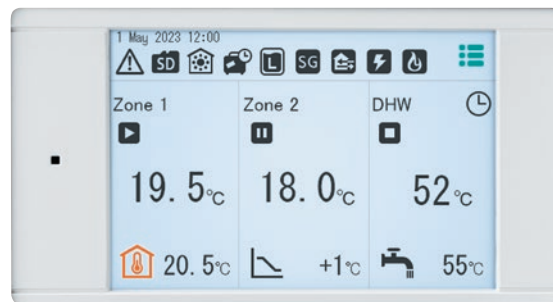 1 May 2023 12:00
SD L SG
Zone 1 Zone 2 DHW
19.5℃ 18.0℃ 52℃
20.5℃ +1℃ 55℃